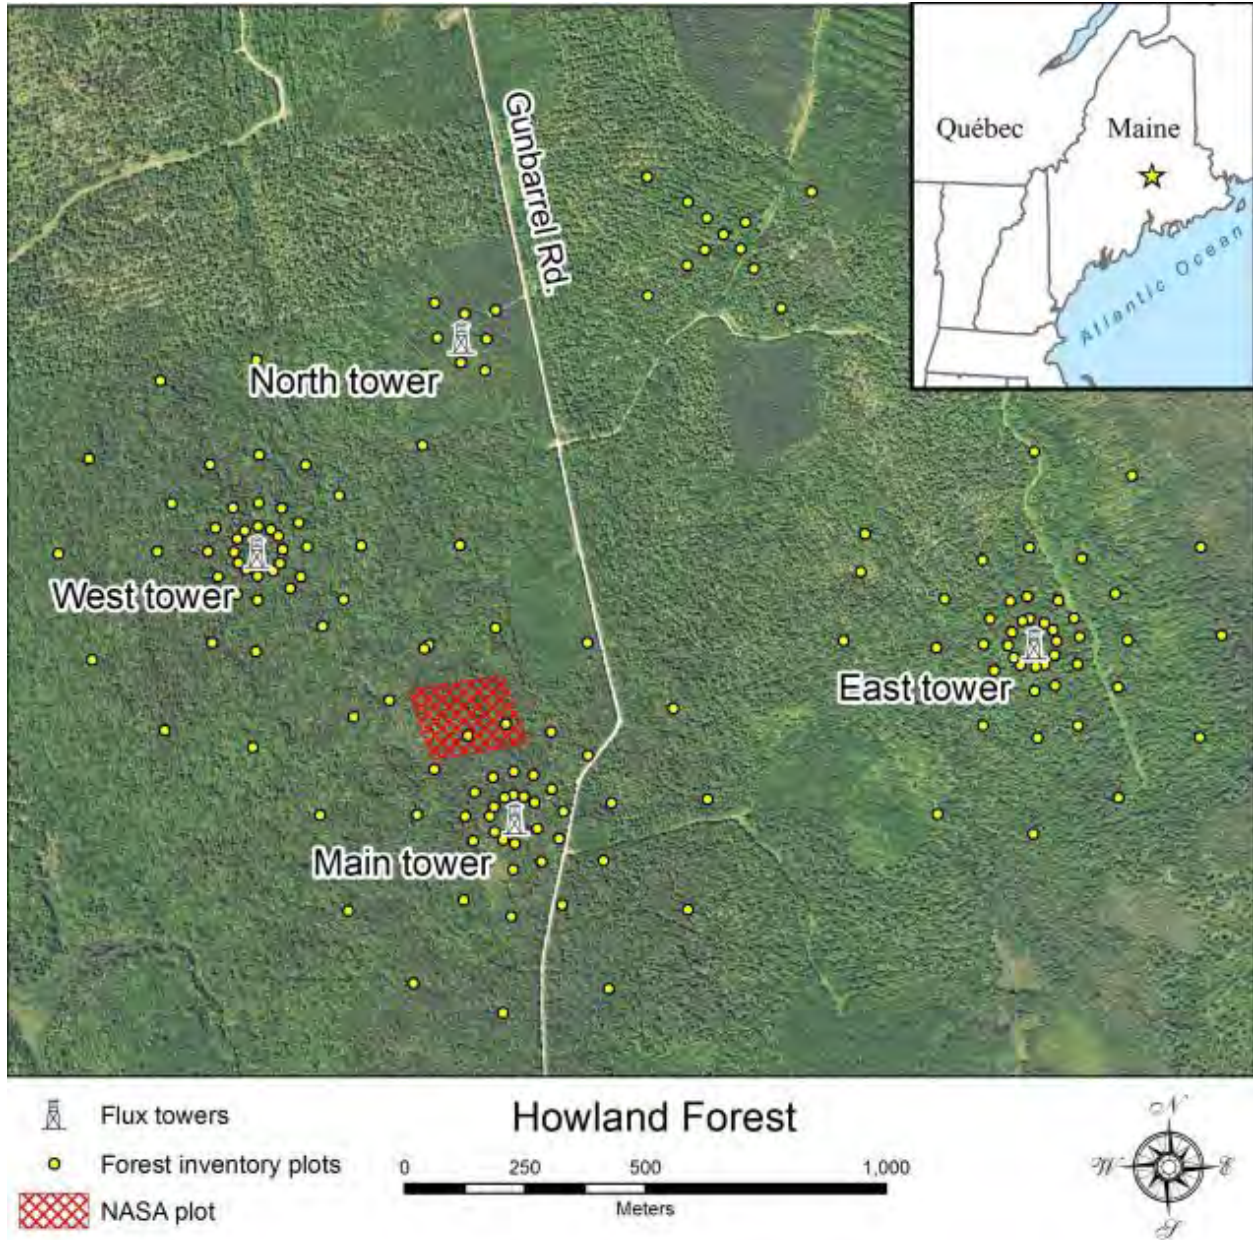 Québec
Maine
Atlantic Ocean
Gunbarrel Rd.
North tower
West tower
East tower
Main tower
Flux towers
Forest inventory plots
NASA plot
Howland Forest
0 250 500 1,000
Meters
N
W E
S